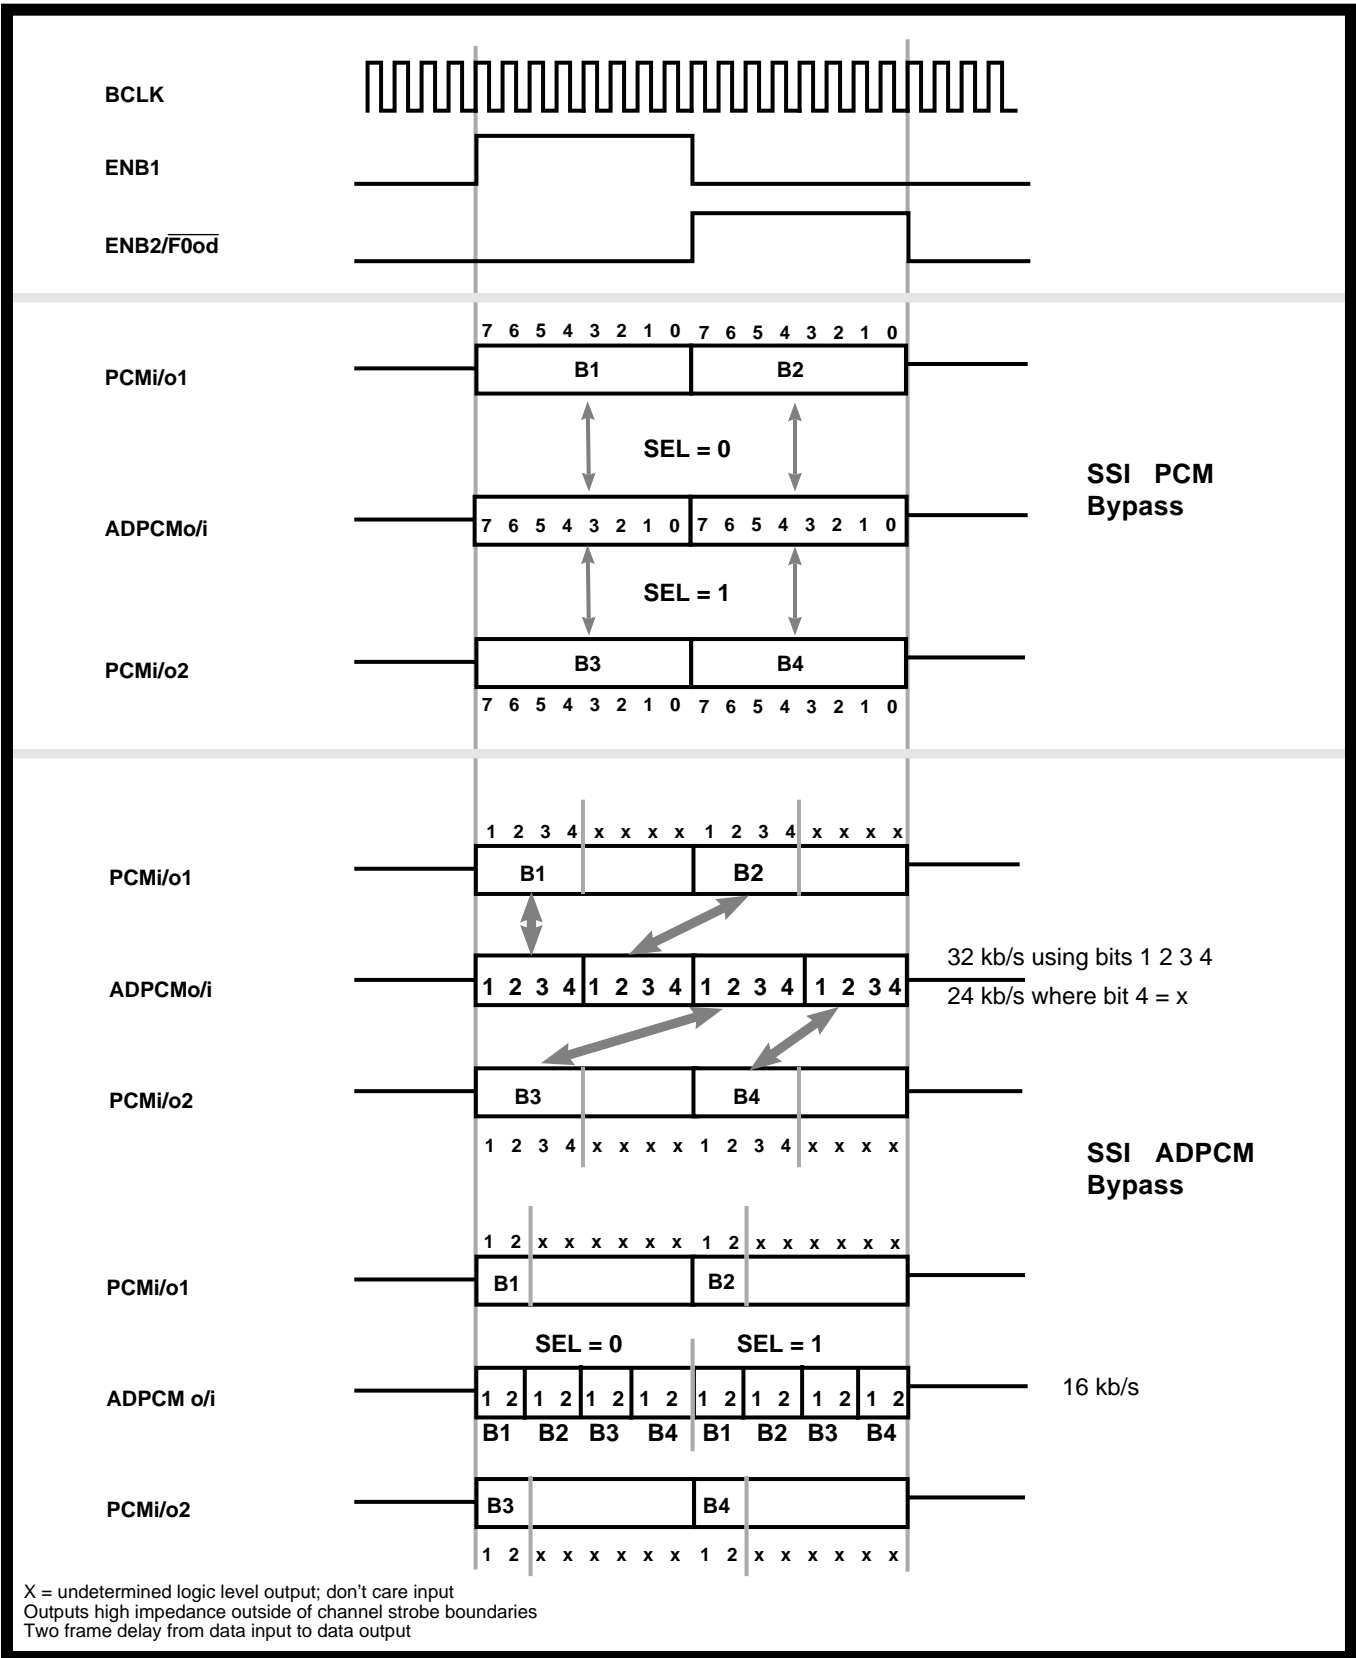 BCLK
ENB1
ENB2/F0od
7 6 5 4 3 2 1 0 7 6 5 4 3 2 1 0
PCMi/o1 B1 B2
SEL = 0
SSI PCM
Bypass
ADPCMo/i 7 6 5 4 3 2 1 0 7 6 5 4 3 2 1 0
SEL = 1
PCMi/o2 B3 B4
7 6 5 4 3 2 1 0 7 6 5 4 3 2 1 0
1 2 3 4 x x x x 1 2 3 4 x x x x
PCMi/o1 B1 B2
32 kb/s using bits 1 2 3 4
ADPCMo/i 1 2 3 4 1 2 3 4 1 2 3 4 1 2 3 4
24 kb/s where bit 4 = x
PCMi/o2 B3 B4
1 2 3 4 x x x x 1 2 3 4 x x x x
SSI ADPCM
Bypass
1 2 x x x x x x 1 2 x x x x x x
PCMi/o1 B1 B2
SEL = 0 SEL = 1
ADPCM o/i 1 2 1 2 1 2 1 2 1 2 1 2 1 2 1 2 16 kb/s
B1 B2 B3 B4 B1 B2 B3 B4
PCMi/o2 B3 B4
1 2 x x x x x x 1 2 x x x x x x
X = undetermined logic level output; don't care input
Outputs high impedance outside of channel strobe boundaries
Two frame delay from data input to data output